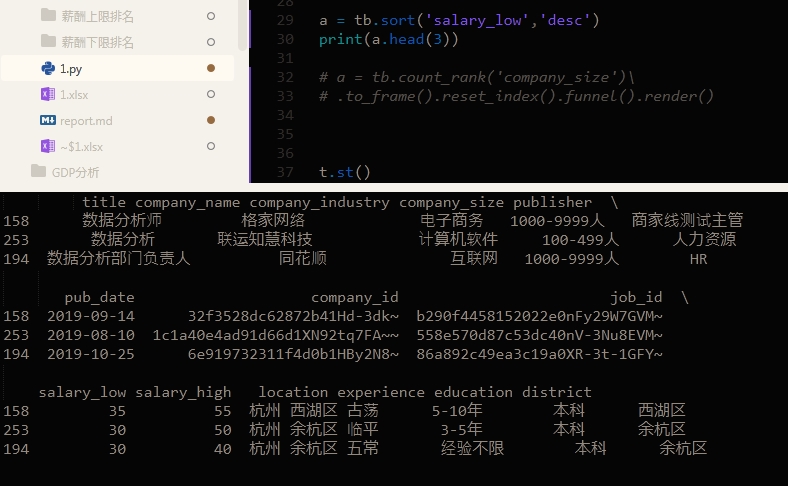 薪酬上限排名
薪酬下限排名
1.py
1.xlsx
report.md
~$1.xlsx
GDP分析
28
29 a = tb.sort('salary_low','desc')
30 print(a.head(3))
31
32 # a = tb.count_rank('company_size')\
33 # .to_frame().reset_index().funnel().render()
34
35
36
37 t.st()
title company_name company_industry company_size publisher \
158 数据分析师 格家网络 电子商务 1000-9999人 商家线测试主管
253 数据分析 联运知慧科技 计算机软件 100-499人 人力资源
194 数据分析部门负责人 同花顺 互联网 1000-9999人 HR
pub_date company_id job_id \
158 2019-09-14 32f3528dc62872b41Hd-3dk~ b290f4458152022e0nFy29W7GVM~
253 2019-08-10 1c1a40e4ad91d66d1XN92tq7FA~~ 558e570d87c53dc40nV-3Nu8EVM~
194 2019-10-25 6e919732311f4d0b1HBy2N8~ 86a892c49ea3c19a0XR-3t-1GFY~
salary_low salary_high location experience education district
158 35 55 杭州 西湖区 古荡 5-10年 本科 西湖区
253 30 50 杭州 余杭区 临平 3-5年 本科 余杭区
194 30 40 杭州 余杭区 五常 经验不限 本科 余杭区